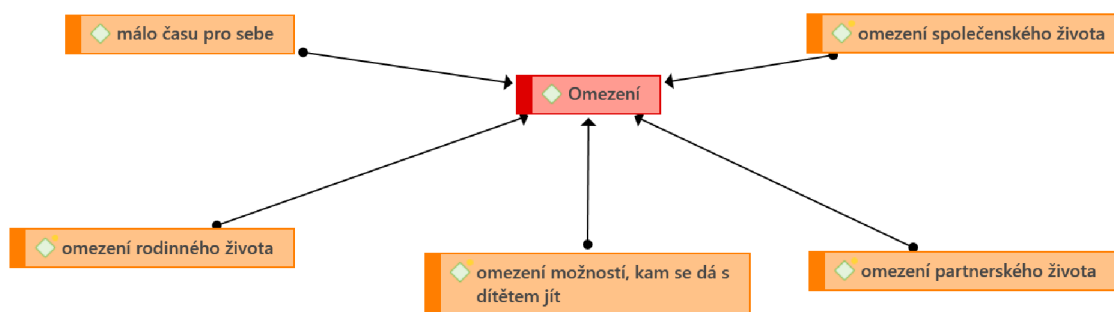 málo času pro sebe
omezení společenského života
Omezení
omezení rodinného života
omezení možností, kam se dá s
dítětem jít
omezení partnerského života